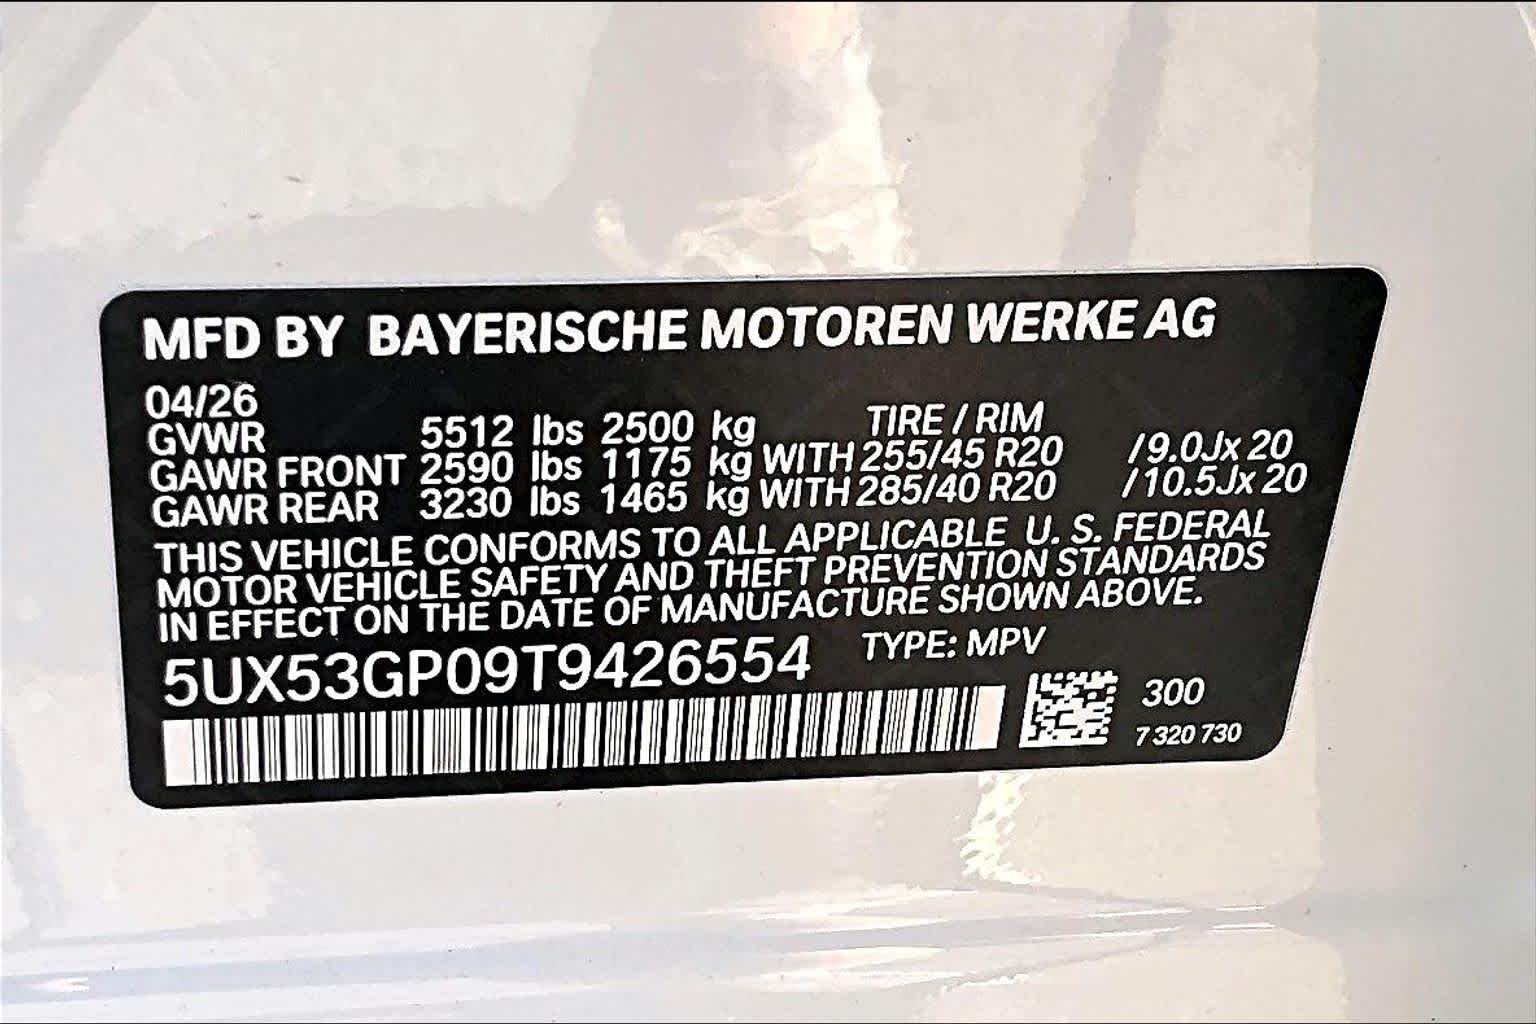 MFD BY BAYERISCHE MOTOREN WERKE AG
04/26
TIRE / RIM
GVWR 5512 lbs 2500 kg
GAWR FRONT 2590 lbs 1175 kg WITH 255/45 R20 /9.0Jx 20
GAWR REAR 3230 lbs 1465 kg WITH 285/40 R20 /10.5Jx 20
THIS VEHICLE CONFORMS TO ALL APPLICABLE U. S. FEDERAL
MOTOR VEHICLE SAFETY AND THEFT PREVENTION STANDARDS
IN EFFECT ON THE DATE OF MANUFACTURE SHOWN ABOVE.
5UX53GP09T9426554 TYPE: MPV
300
7 320 730